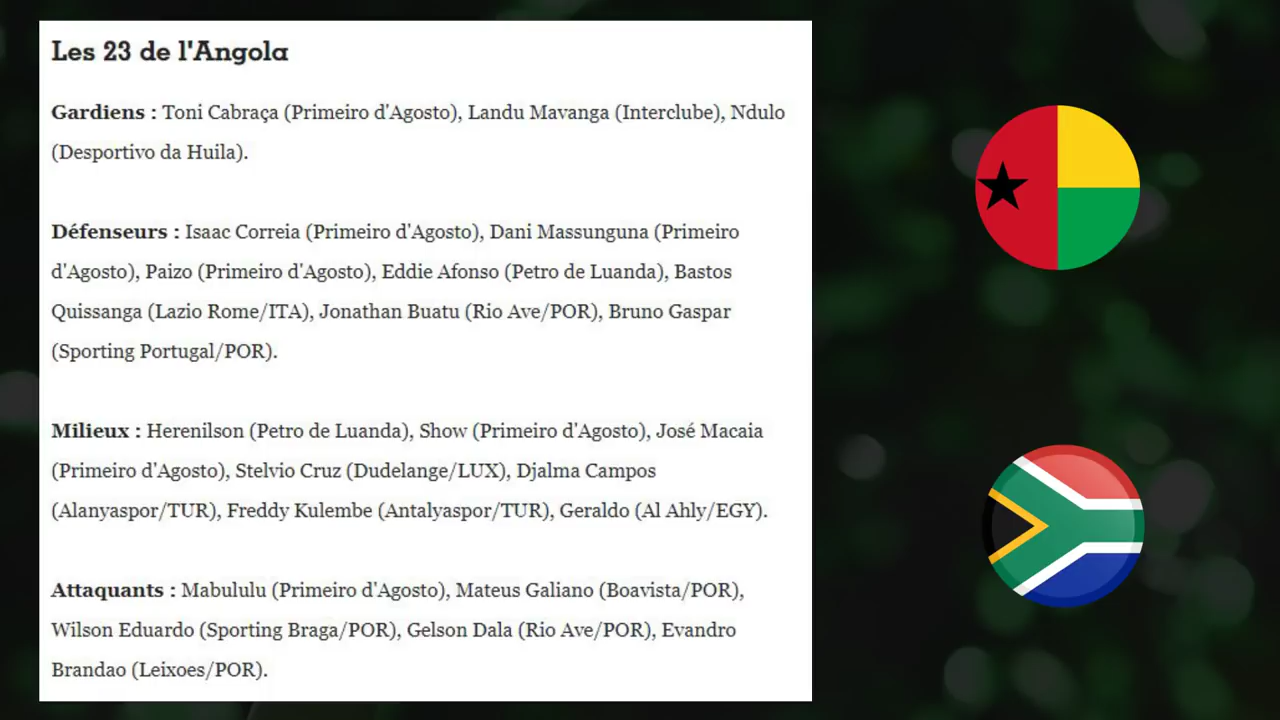 Les 23 de l'Angola
Gardiens : Toni Cabraça (Primeiro d'Agosto), Landu Mavanga (Interclube), Ndulo
(Desportivo da Huila).
Défenseurs : Isaac Correia (Primeiro d'Agosto), Dani Massunguna (Primeiro
d'Agosto), Paizo (Primeiro d'Agosto), Eddie Afonso (Petro de Luanda), Bastos
Quissanga (Lazio Rome/ITA), Jonathan Buatu (Rio Ave/POR), Bruno Gaspar
(Sporting Portugal/POR).
Milieux : Herenilson (Petro de Luanda), Show (Primeiro d'Agosto), José Macaia
(Primeiro d'Agosto), Stelvio Cruz (Dudelange/LUX), Djalma Campos
(Alanyaspor/TUR), Freddy Kulembe (Antalyaspor/TUR), Geraldo (Al Ahly/EGY).
Attaquants : Mabululu (Primeiro d'Agosto), Mateus Galiano (Boavista/POR),
Wilson Eduardo (Sporting Braga/POR), Gelson Dala (Rio Ave/POR), Evandro
Brandao (Leixoes/POR).